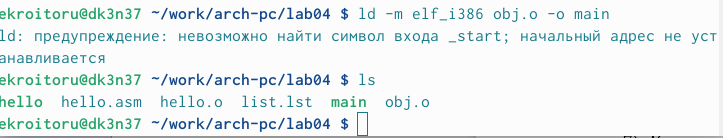 ekroitoru@dk3n37 ~/work/arch-pc/lab04 $ ld -m elf_i386 obj.o -o main
ld: предупреждение: невозможно найти символ входа _start; начальный адрес не уст
анавливается
ekroitoru@dk3n37 ~/work/arch-pc/lab04 $ ls
hello  hello.asm  hello.o  list.lst  main  obj.o
ekroitoru@dk3n37 ~/work/arch-pc/lab04 $